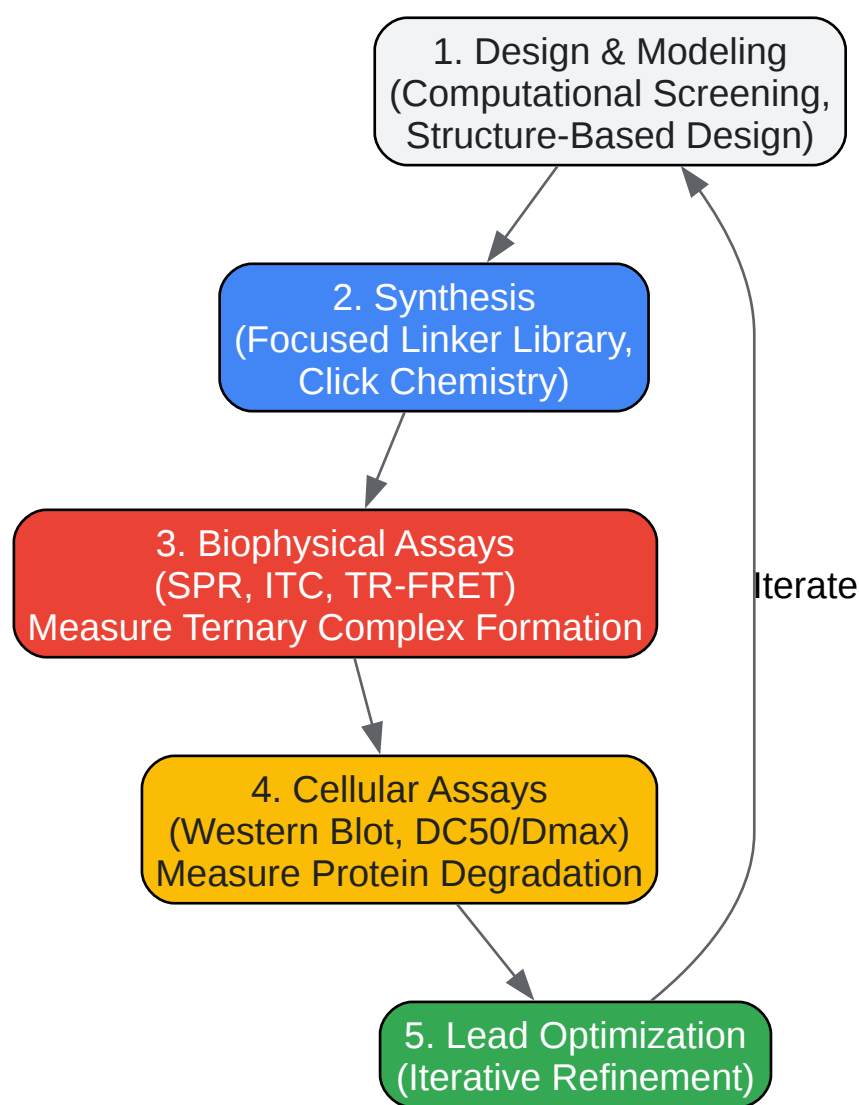 1. Design & Modeling
(Computational Screening,
Structure-Based Design)
2. Synthesis
(Focused Linker Library,
Click Chemistry)
3. Biophysical Assays
(SPR, ITC, TR-FRET)
Measure Ternary Complex Formation
Iterate
4. Cellular Assays
(Western Blot, DC50/Dmax)
Measure Protein Degradation
5. Lead Optimization
(Iterative Refinement)